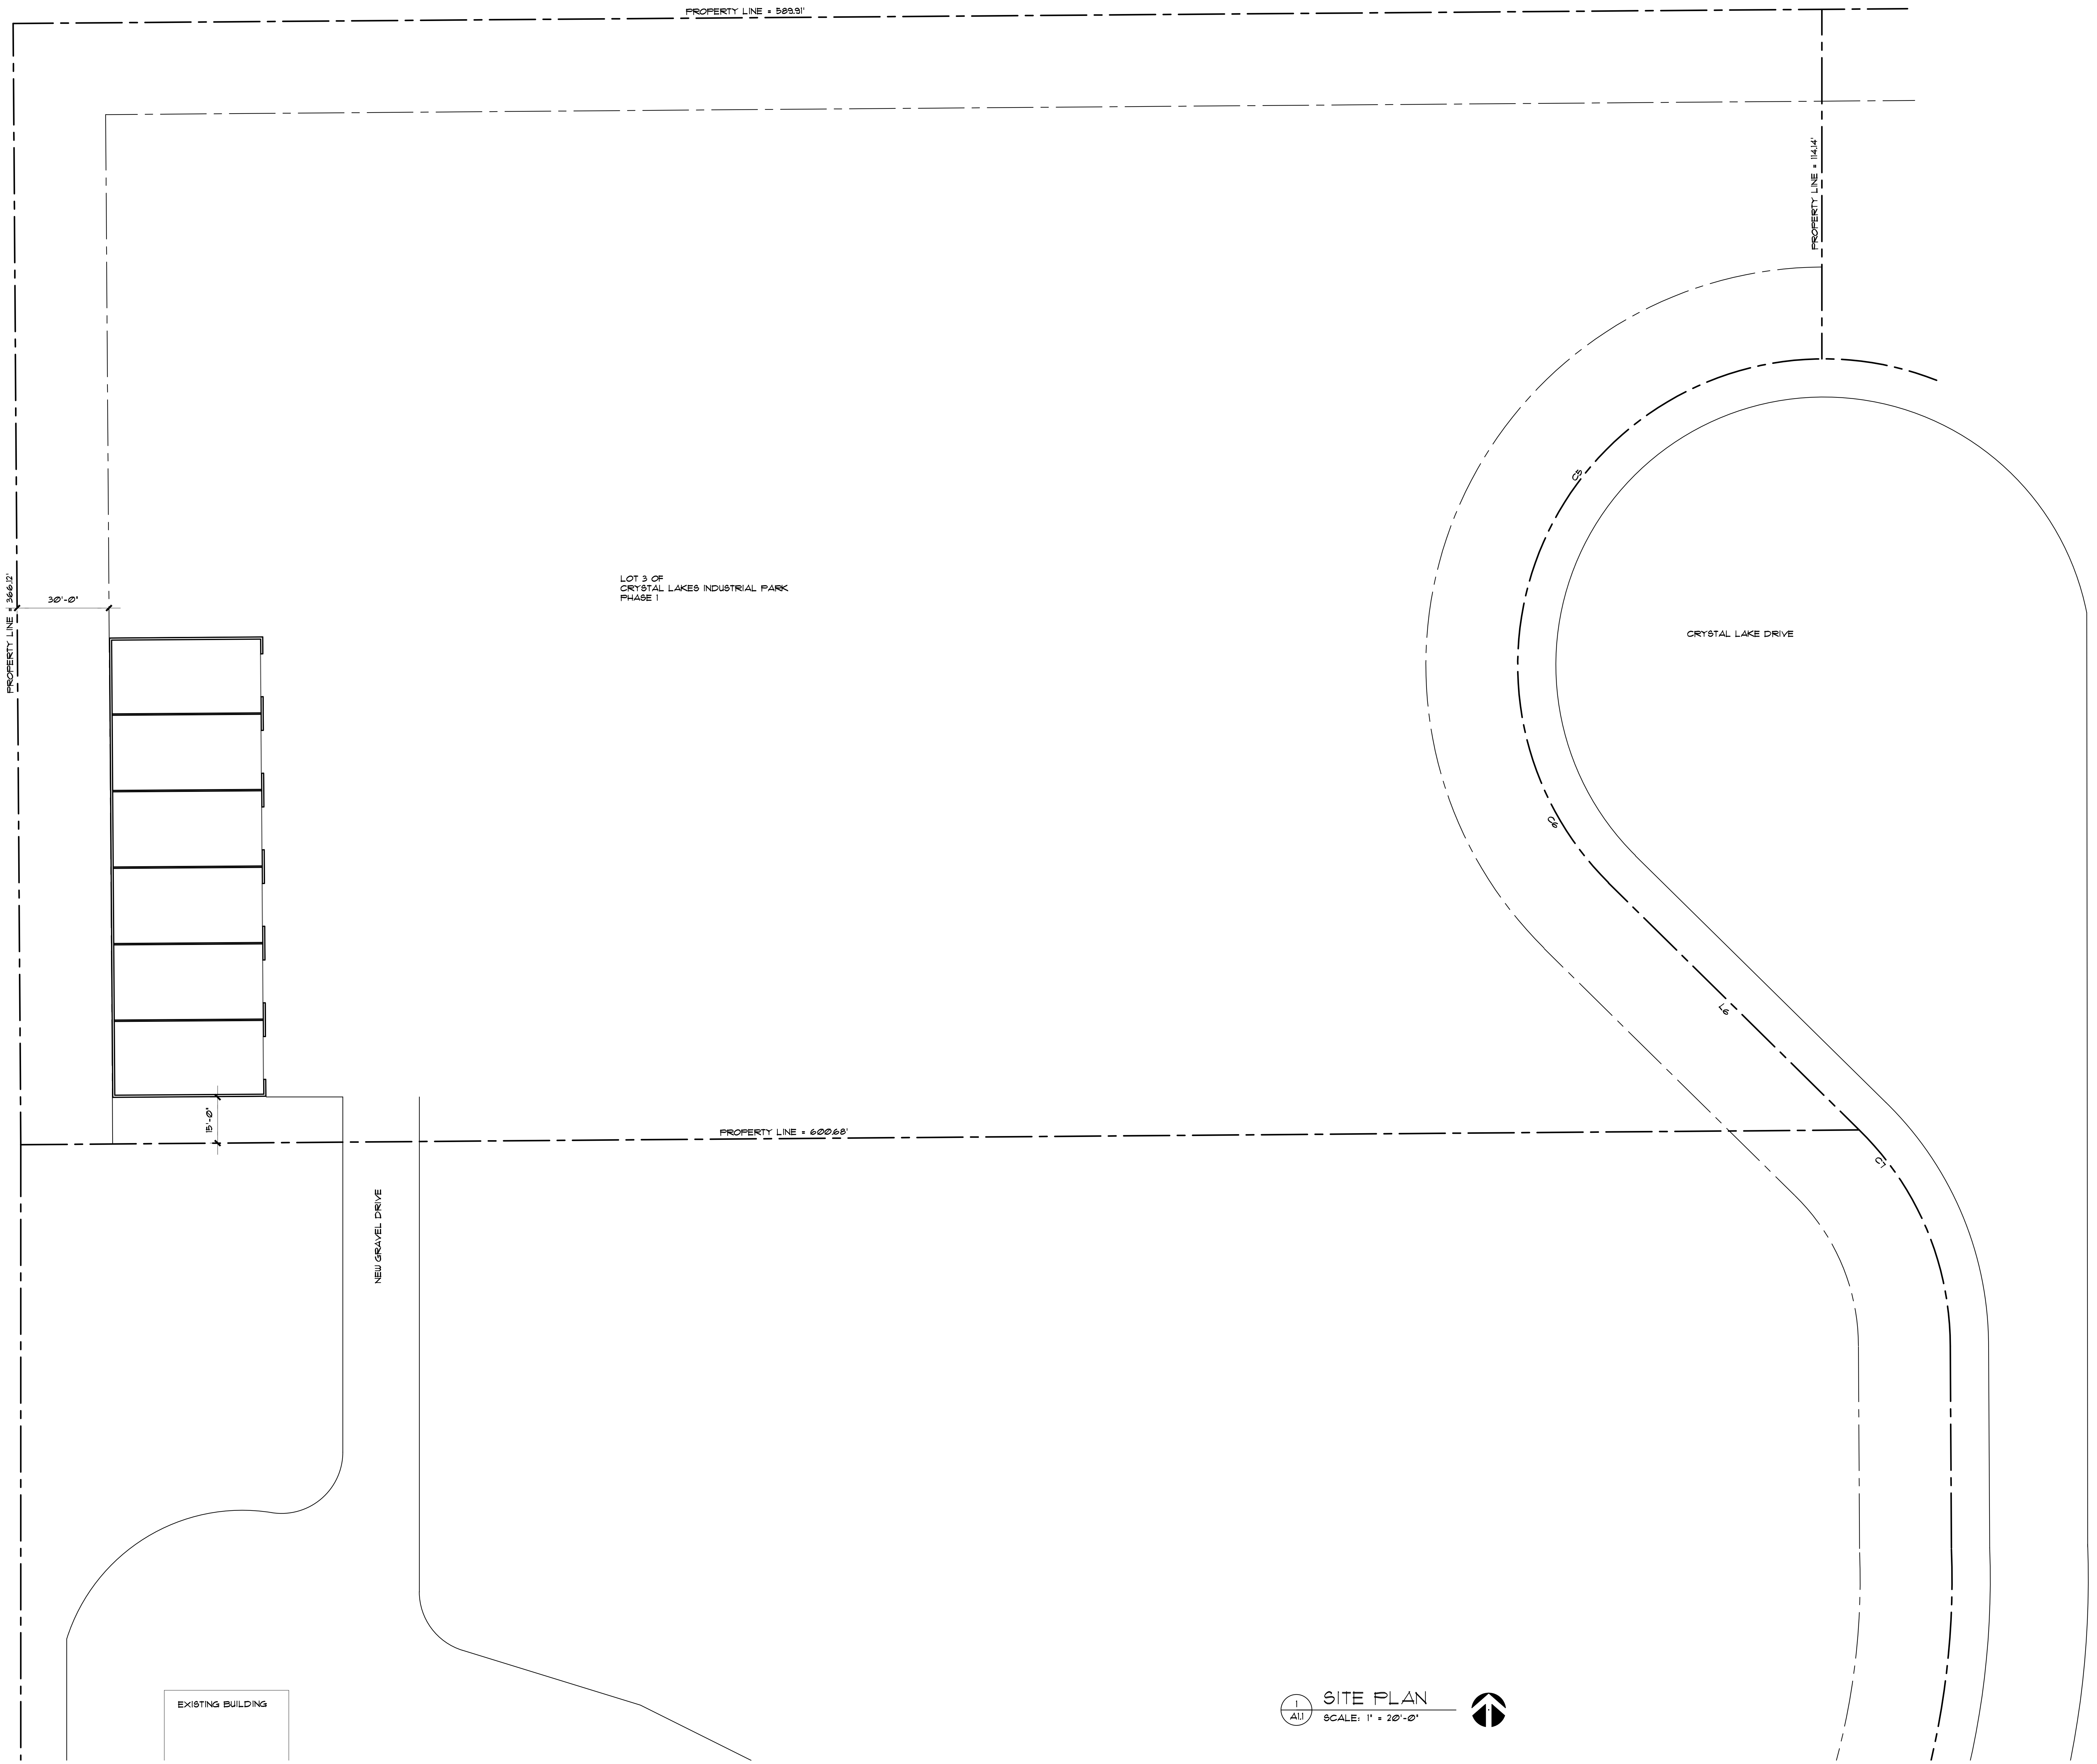 PROPERTY LINE = 589.91'
PROPERTY LINE = 114.14'
C5
PROPERTY LINE = 366.12'
30'-0"
LOT 3 OF
CRYSTAL LAKES INDUSTRIAL PARK
PHASE 1
CRYSTAL LAKE DRIVE
C6
L6
15'-0"
PROPERTY LINE = 600.68'
C7
NEW GRAVEL DRIVE
EXISTING BUILDING
1
A1.1
SITE PLAN
SCALE: 1" = 20'-0"